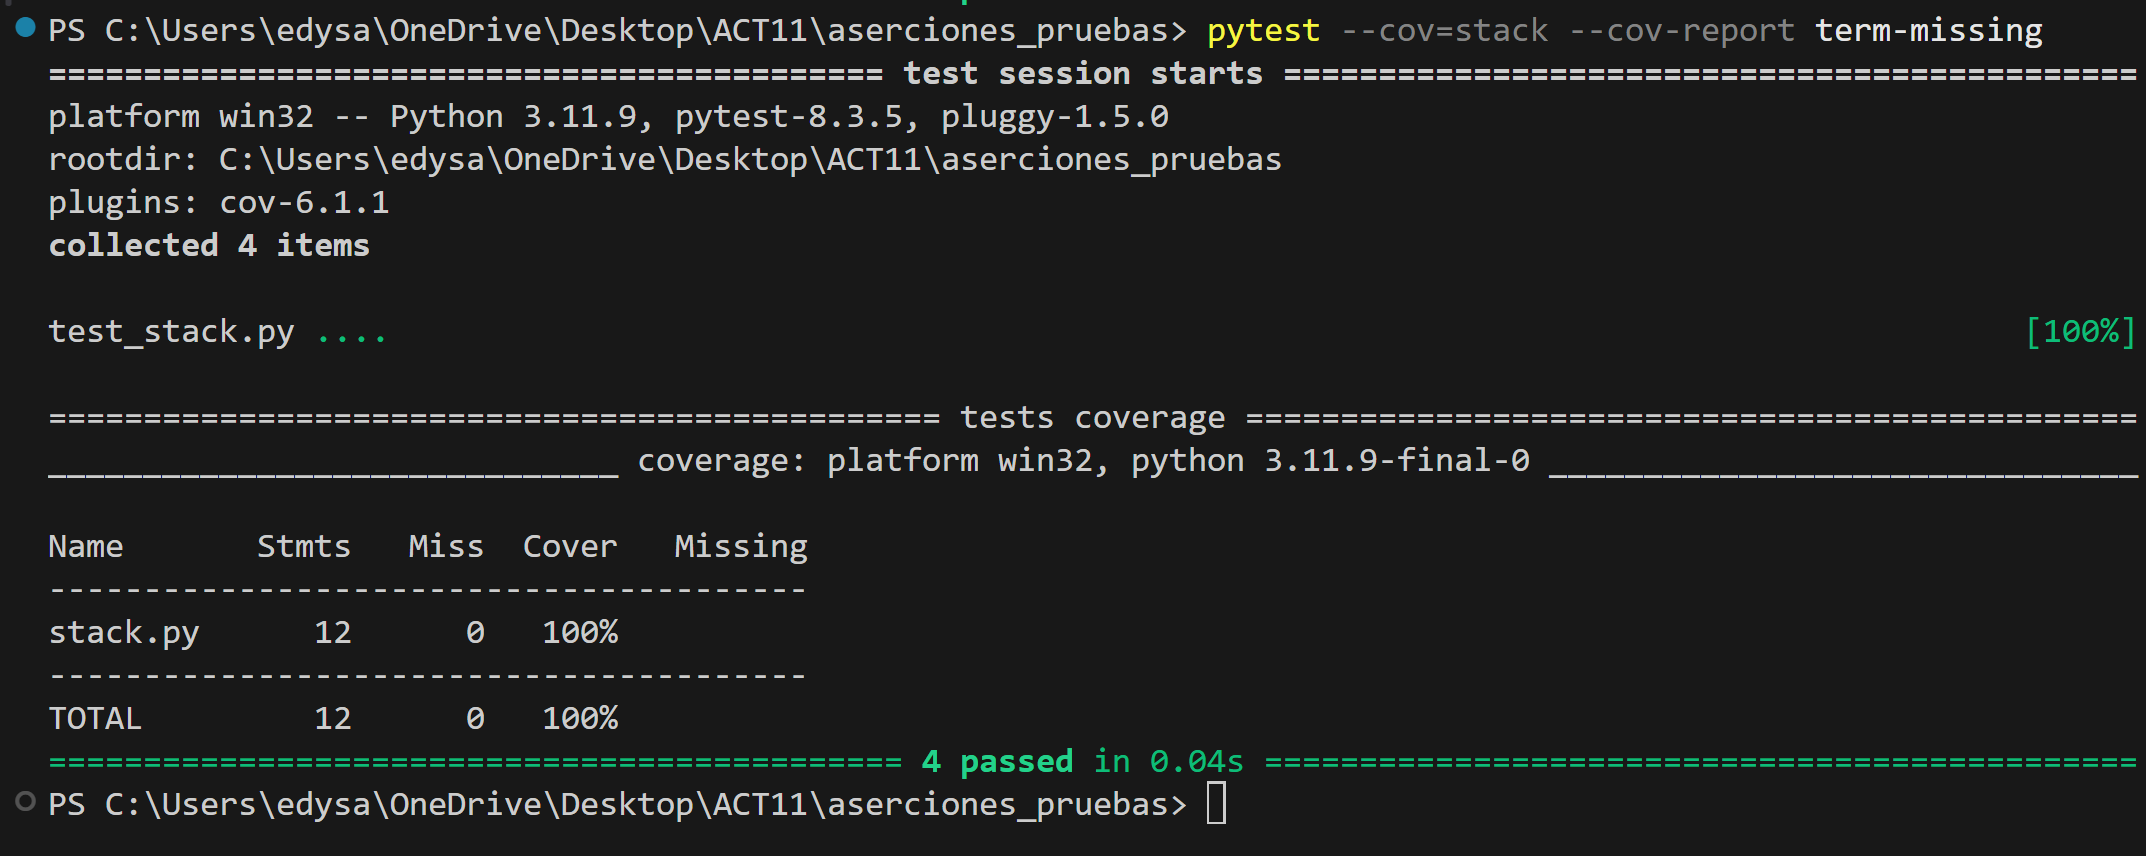 PS C:\Users\edysa\OneDrive\Desktop\ACT11\aserciones_pruebas> pytest --cov=stack --cov-report term-missing
============================================ test session starts =============================================
platform win32 -- Python 3.11.9, pytest-8.3.5, pluggy-1.5.0
rootdir: C:\Users\edysa\OneDrive\Desktop\ACT11\aserciones_pruebas
plugins: cov-6.1.1
collected 4 items
test_stack.py .... [100%]
=============================================== tests coverage ===============================================
______________________________ coverage: platform win32, python 3.11.9-final-0 _______________________________
Name       Stmts   Miss  Cover   Missing
----------------------------------------
stack.py      12      0   100%
----------------------------------------
TOTAL         12      0   100%
============================================= 4 passed in 0.04s ==============================================
PS C:\Users\edysa\OneDrive\Desktop\ACT11\aserciones_pruebas>